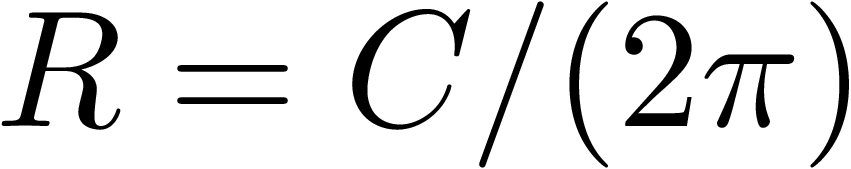 R = C/(2π)